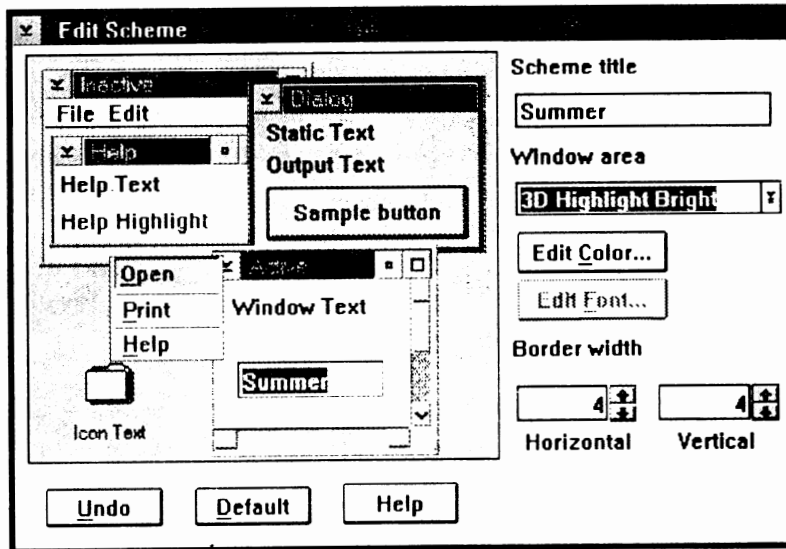 Edit Scheme
Inactive
File Edit
Help
Help Text
Help Highlight
Dialog
Static Text
Output Text
Sample button
Open
Print
Help
Active
Window Text
Summer
Icon Text
Scheme title
Summer
Window area
3D Highlight Bright
Edit Color...
Edit Font...
Border width
4 4
Horizontal Vertical
Undo Default Help